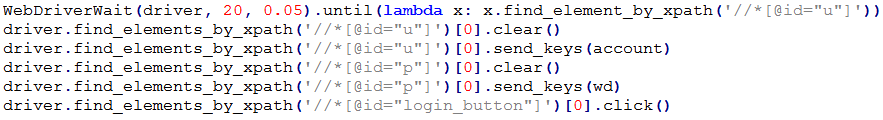 WebDriverWait(driver, 20, 0.05).until(lambda x: x.find_element_by_xpath('//*[@id="u"]'))
driver.find_elements_by_xpath('//*[@id="u"]')[0].clear()
driver.find_elements_by_xpath('//*[@id="u"]')[0].send_keys(account)
driver.find_elements_by_xpath('//*[@id="p"]')[0].clear()
driver.find_elements_by_xpath('//*[@id="p"]')[0].send_keys(wd)
driver.find_elements_by_xpath('//*[@id="login_button"]')[0].click()